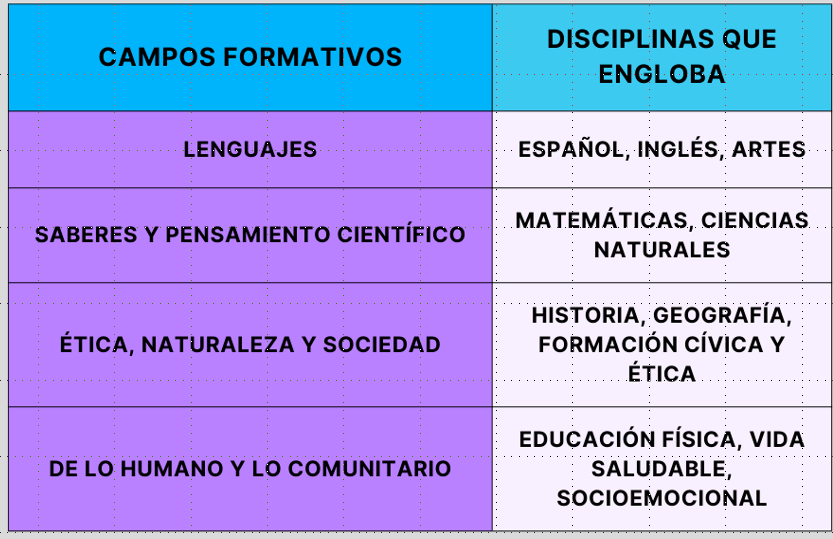 CAMPOS FORMATIVOS
DISCIPLINAS QUE
ENGLOBA
LENGUAJES
ESPAÑOL, INGLÉS, ARTES
SABERES Y PENSAMIENTO CIENTÍFICO
MATEMÁTICAS, CIENCIAS
NATURALES
ÉTICA, NATURALEZA Y SOCIEDAD
HISTORIA, GEOGRAFÍA,
FORMACIÓN CÍVICA Y
ÉTICA
DE LO HUMANO Y LO COMUNITARIO
EDUCACIÓN FÍSICA, VIDA
SALUDABLE,
SOCIOEMOCIONAL